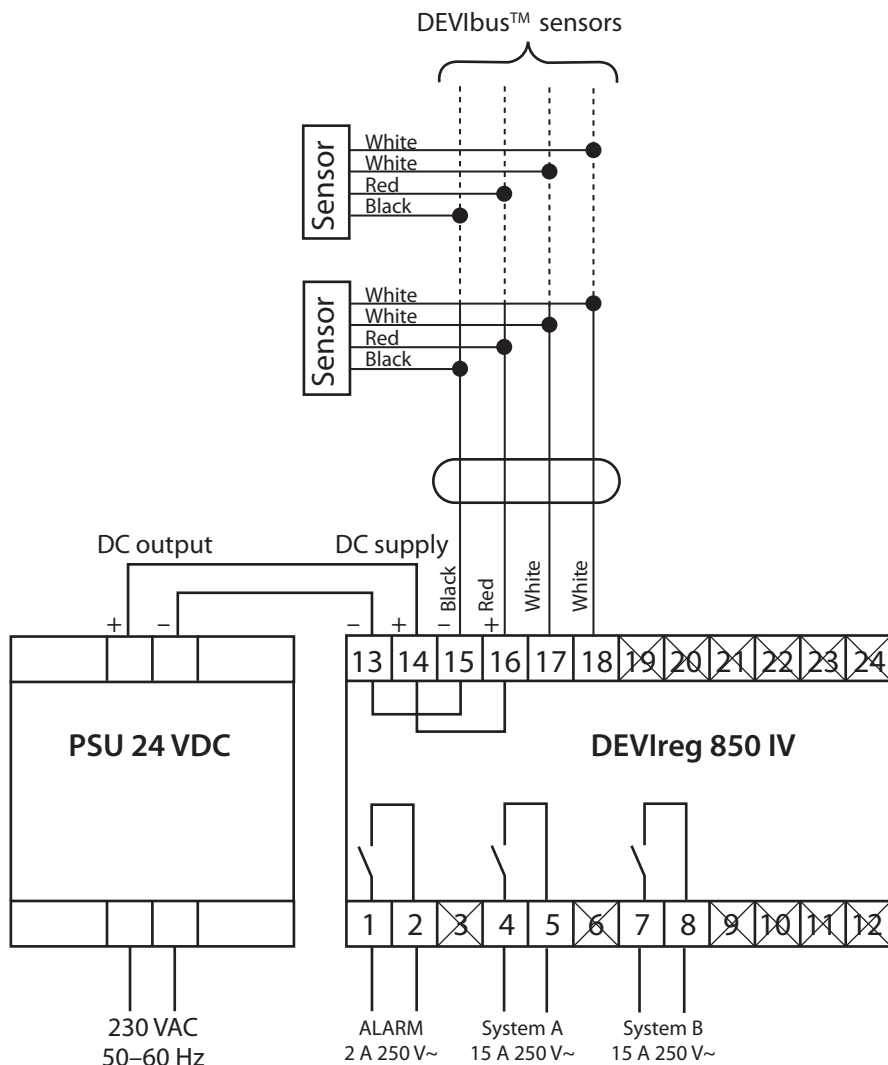 DEVIbus™ sensors
Sensor
White
White
Red
Black
Sensor
White
White
Red
Black
DC output
DC supply
Black
Red
White
White
+ – – + – +
13 14 15 16 17 18 19 20 21 22 23 24
PSU 24 VDC
DEVIreg 850 IV
1 2 3 4 5 6 7 8 9 10 11 12
230 VAC
50–60 Hz
ALARM
2 A 250 V~
System A
15 A 250 V~
System B
15 A 250 V~